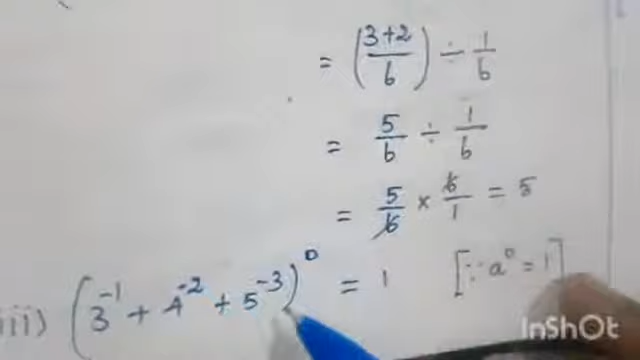 = (3+2/6) ÷ 1/6
= 5/6 ÷ 1/6
= 5/6 × 6/1 = 5
iii) (3⁻¹ + 4⁻² + 5⁻³)⁰ = 1 [∵ a⁰ = 1]
InShOt